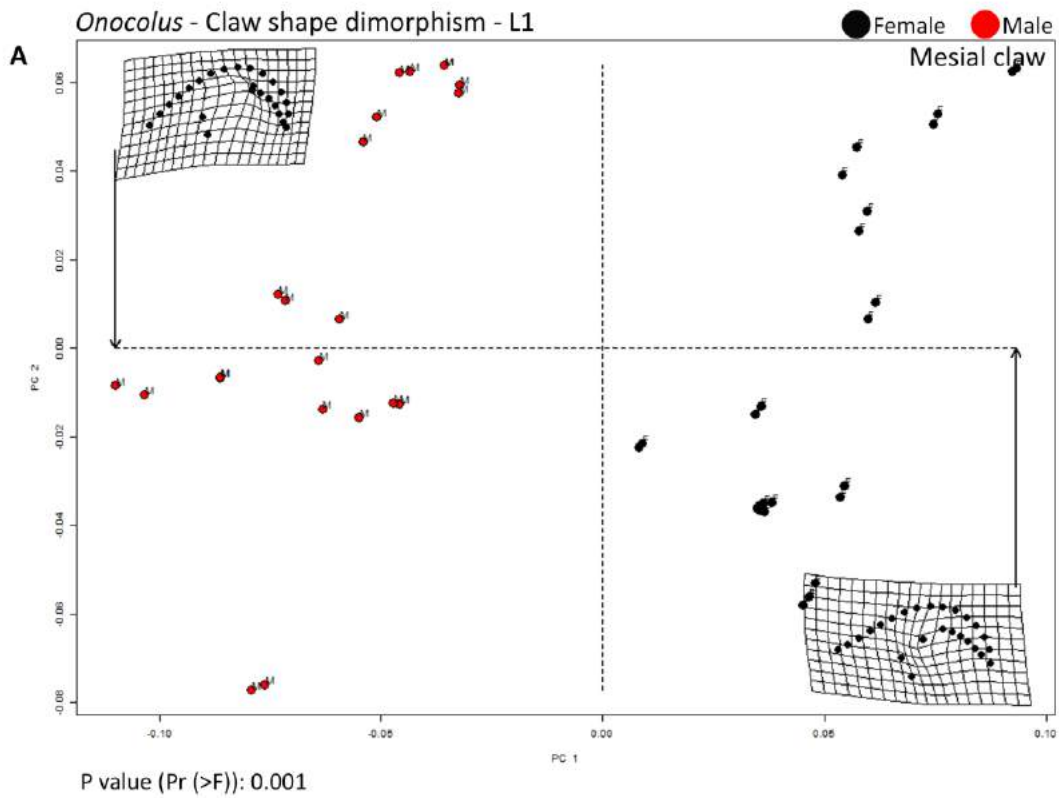 Onocolus - Claw shape dimorphism - L1
Female Male
A
Mesial claw
M M M M M M M
F F F F F F F F F
0.06
0.04
0.02
0.00
-0.02
-0.04
-0.06
-0.08
PC 2
M M M
M M M M M M M M
F F F F F F
M M
-0.10 -0.05 0.00 0.05 0.10
PC 1
P value (Pr (>F)): 0.001